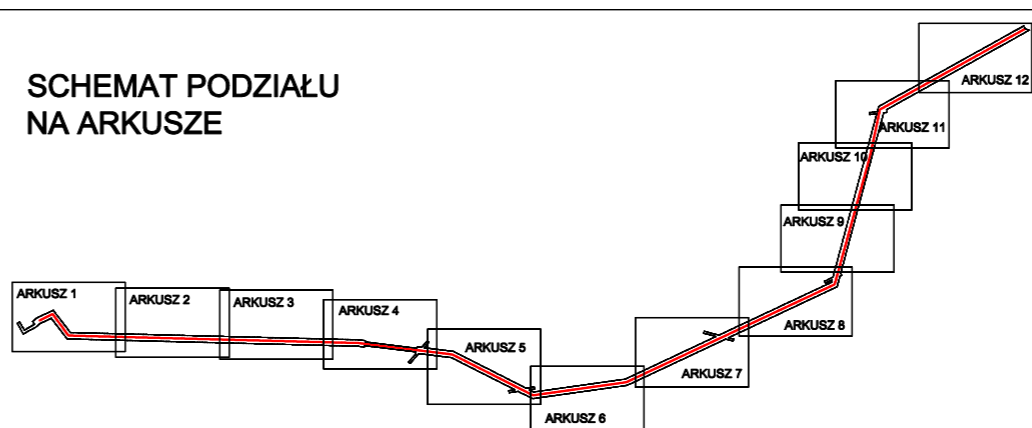 SCHEMAT PODZIAŁU
NA ARKUSZE
ARKUSZ 1
ARKUSZ 2
ARKUSZ 3
ARKUSZ 4
ARKUSZ 5
ARKUSZ 6
ARKUSZ 7
ARKUSZ 8
ARKUSZ 9
ARKUSZ 10
ARKUSZ 11
ARKUSZ 12